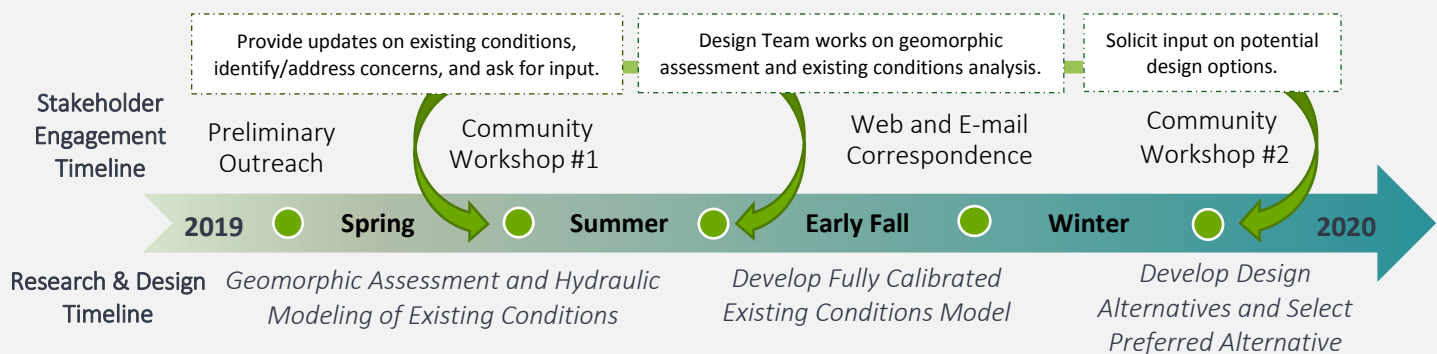 Provide updates on existing conditions,
identify/address concerns, and ask for input.
Design Team works on geomorphic
assessment and existing conditions analysis.
Solicit input on potential
design options.
Stakeholder
Engagement
Timeline
Preliminary
Outreach
Community
Workshop #1
Web and E-mail
Correspondence
Community
Workshop #2
2019
Spring
Summer
Early Fall
Winter
2020
Research & Design
Timeline
Geomorphic Assessment and Hydraulic
Modeling of Existing Conditions
Develop Fully Calibrated
Existing Conditions Model
Develop Design
Alternatives and Select
Preferred Alternative